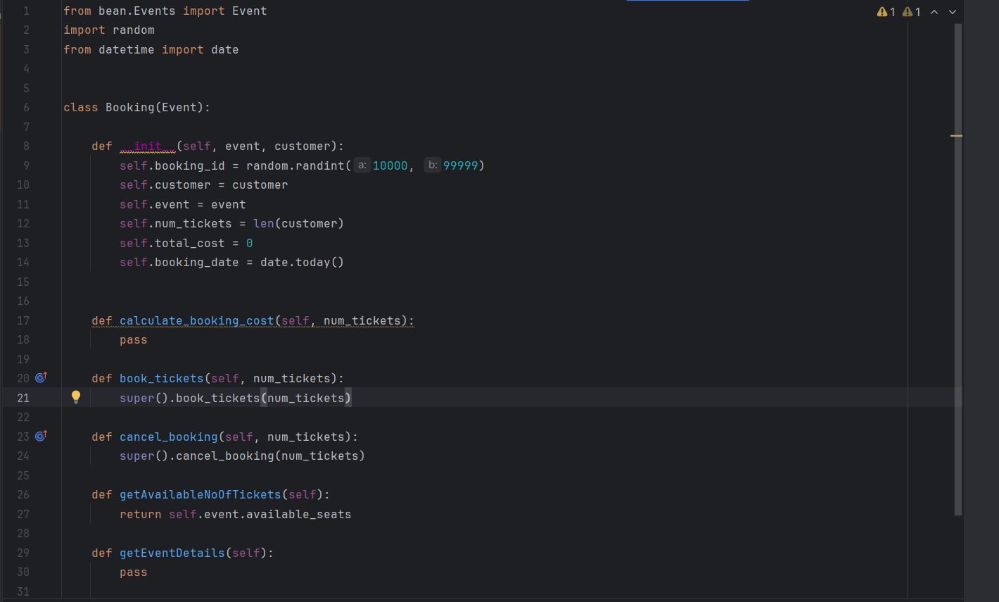 1 from bean.Events import Event 1 1
2 import random
3 from datetime import date
4
5
6 class Booking(Event):
7
8     def __init__(self, event, customer):
9         self.booking_id = random.randint( a: 10000,  b: 99999)
10         self.customer = customer
11         self.event = event
12         self.num_tickets = len(customer)
13         self.total_cost = 0
14         self.booking_date = date.today()
15
16
17     def calculate_booking_cost(self, num_tickets):
18         pass
19
20     def book_tickets(self, num_tickets):
21         super().book_tickets(num_tickets)
22
23     def cancel_booking(self, num_tickets):
24         super().cancel_booking(num_tickets)
25
26     def getAvailableNoOfTickets(self):
27         return self.event.available_seats
28
29     def getEventDetails(self):
30         pass
31